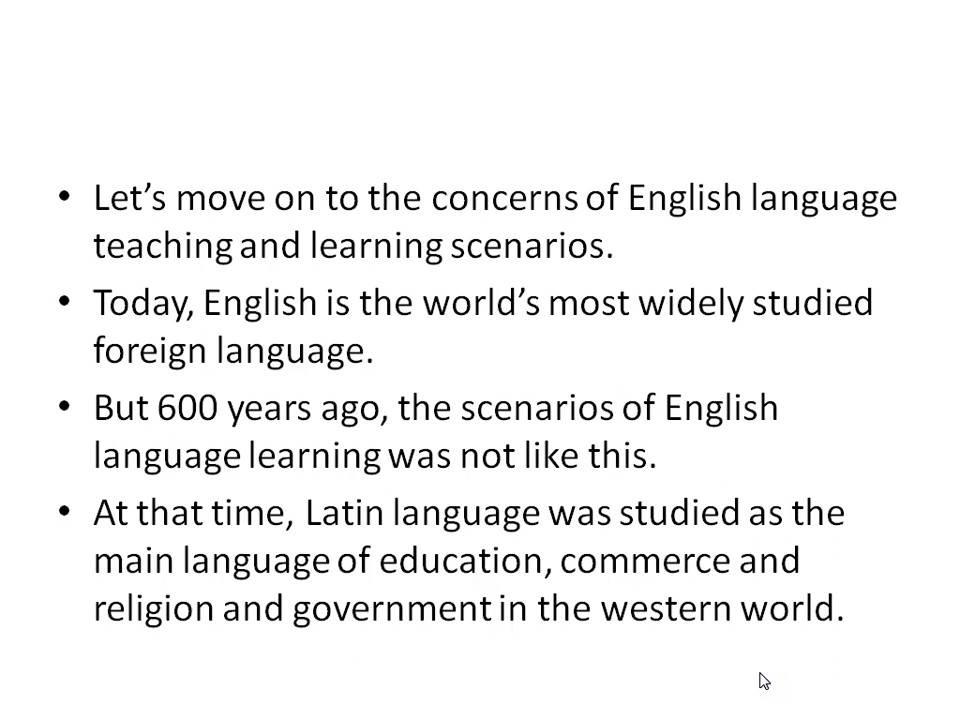 • Let’s move on to the concerns of English language
teaching and learning scenarios.
• Today, English is the world’s most widely studied
foreign language.
• But 600 years ago, the scenarios of English
language learning was not like this.
• At that time, Latin language was studied as the
main language of education, commerce and
religion and government in the western world.